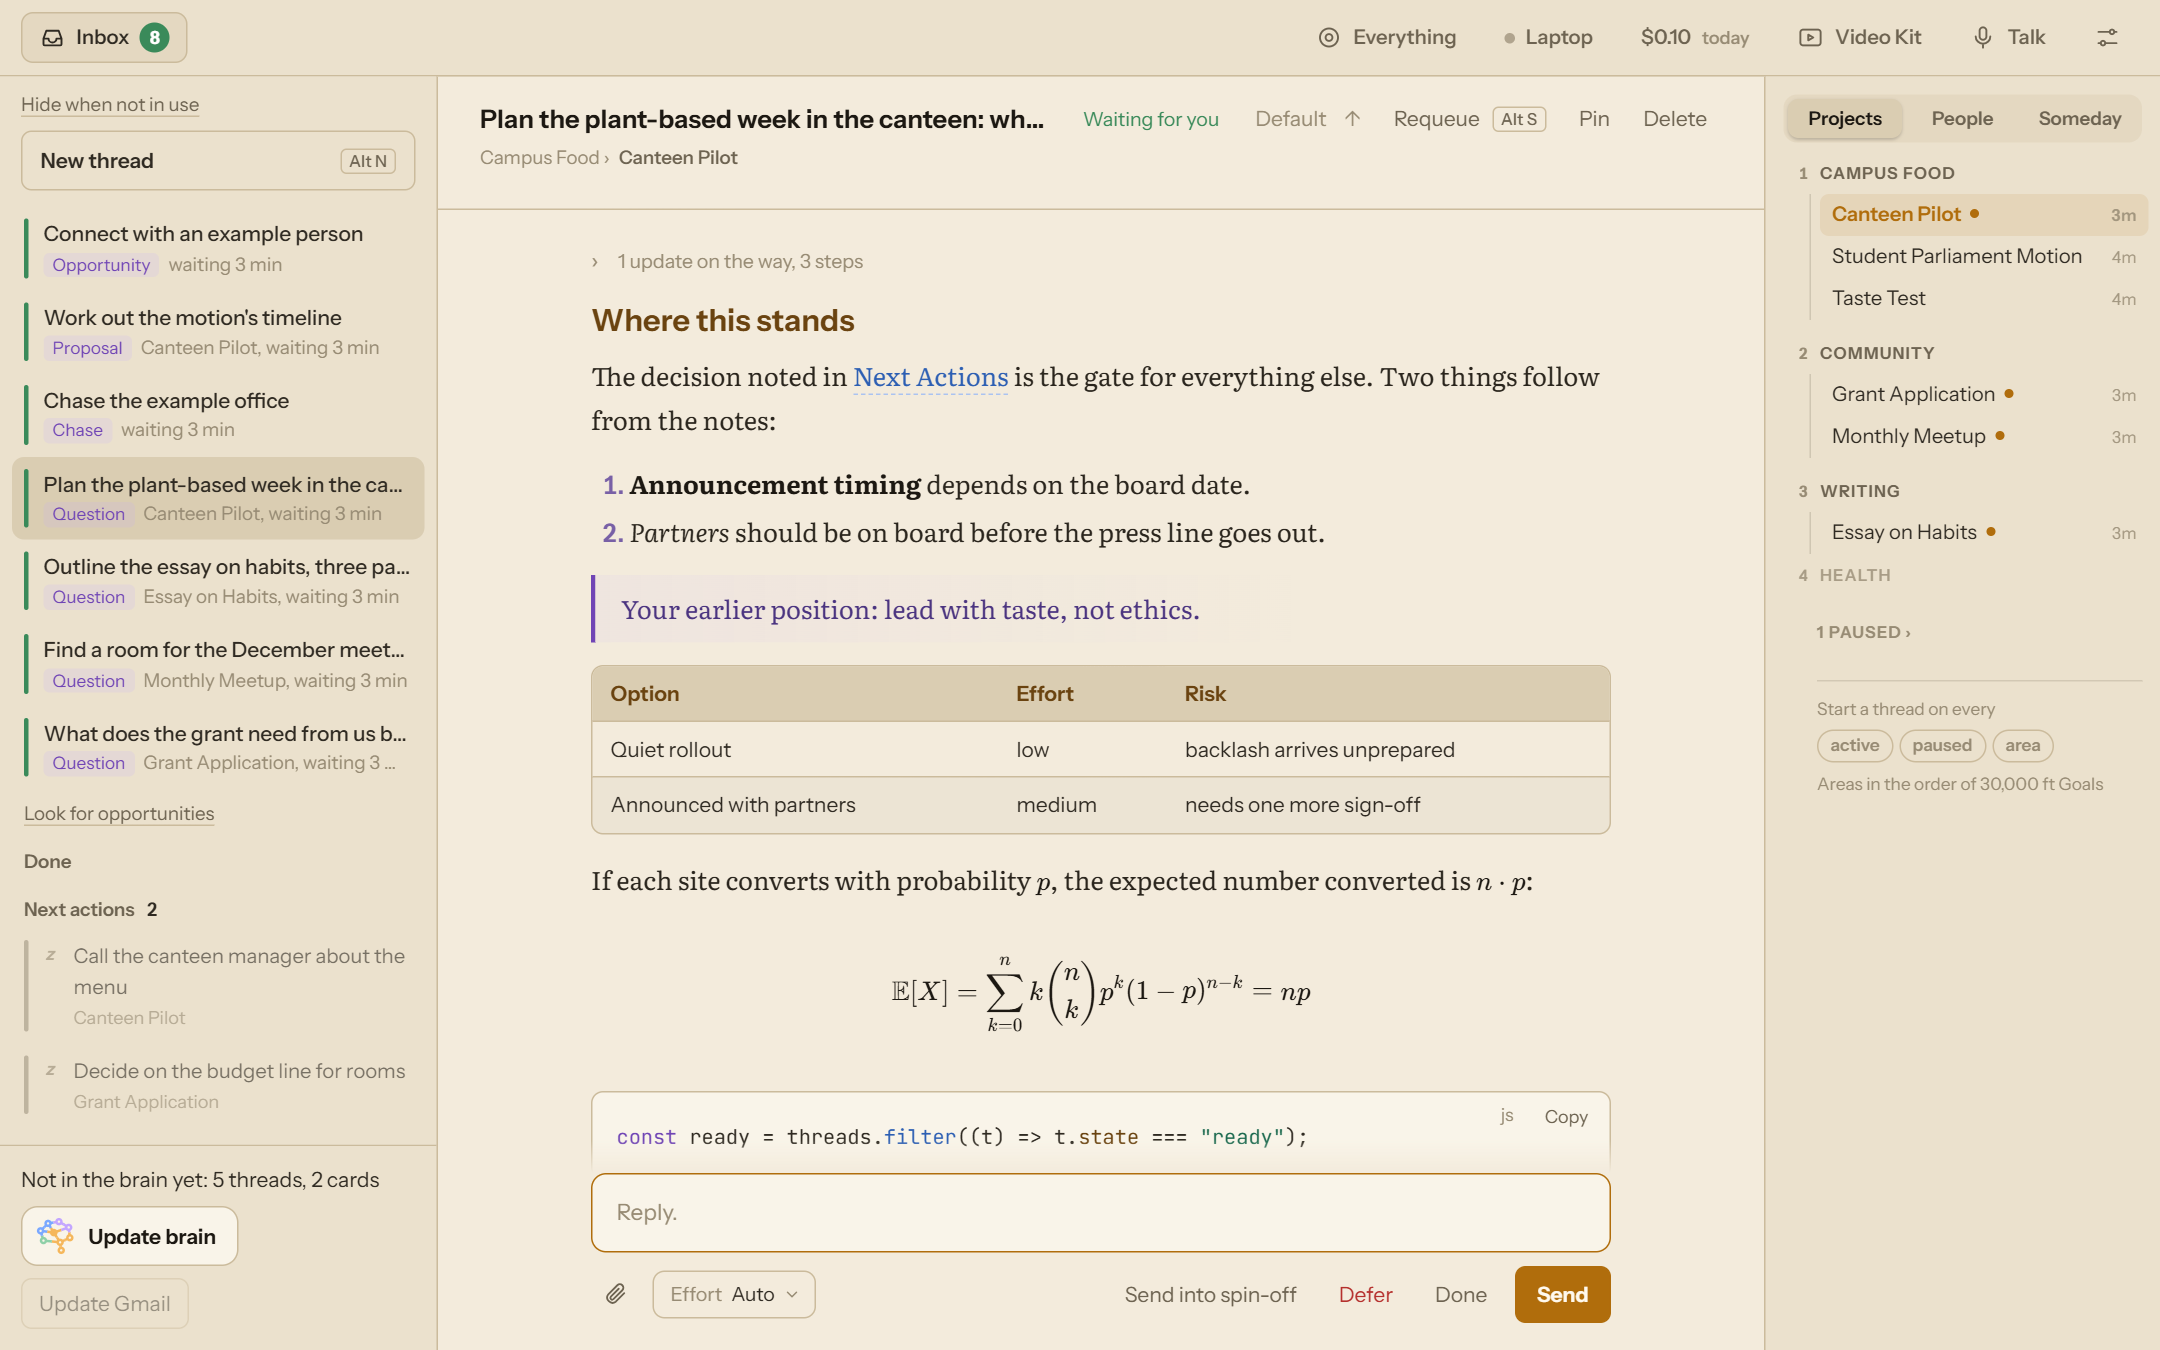 Inbox 8
Everything
Laptop
$0.10 today
Video Kit
Talk
Hide when not in use
New thread Alt N
Connect with an example person
Opportunity waiting 3 min
Work out the motion's timeline
Proposal Canteen Pilot, waiting 3 min
Chase the example office
Chase waiting 3 min
Plan the plant-based week in the ca...
Question Canteen Pilot, waiting 3 min
Outline the essay on habits, three pa...
Question Essay on Habits, waiting 3 min
Find a room for the December meet...
Question Monthly Meetup, waiting 3 min
What does the grant need from us b...
Question Grant Application, waiting 3 ...
Look for opportunities
Done
Next actions 2
z Call the canteen manager about the
menu
Canteen Pilot
z Decide on the budget line for rooms
Grant Application
Not in the brain yet: 5 threads, 2 cards
Update brain
Update Gmail
Plan the plant-based week in the canteen: wh...
Waiting for you
Default ↑
Requeue Alt S
Pin
Delete
Campus Food › Canteen Pilot
› 1 update on the way, 3 steps
Where this stands
The decision noted in Next Actions is the gate for everything else. Two things follow
from the notes:
1. Announcement timing depends on the board date.
2. Partners should be on board before the press line goes out.
Your earlier position: lead with taste, not ethics.
Option Effort Risk
Quiet rollout low backlash arrives unprepared
Announced with partners medium needs one more sign-off
If each site converts with probability p, the expected number converted is n · p:
𝔼[X] = ∑_{k=0}^{n} k (n k) p^k (1 − p)^{n−k} = np
js Copy
const ready = threads.filter((t) => t.state === "ready");
Reply.
Effort Auto
Send into spin-off
Defer
Done
Send
Projects People Someday
1 CAMPUS FOOD
Canteen Pilot 3m
Student Parliament Motion 4m
Taste Test 4m
2 COMMUNITY
Grant Application 3m
Monthly Meetup 3m
3 WRITING
Essay on Habits 3m
4 HEALTH
1 PAUSED ›
Start a thread on every
active paused area
Areas in the order of 30,000 ft Goals